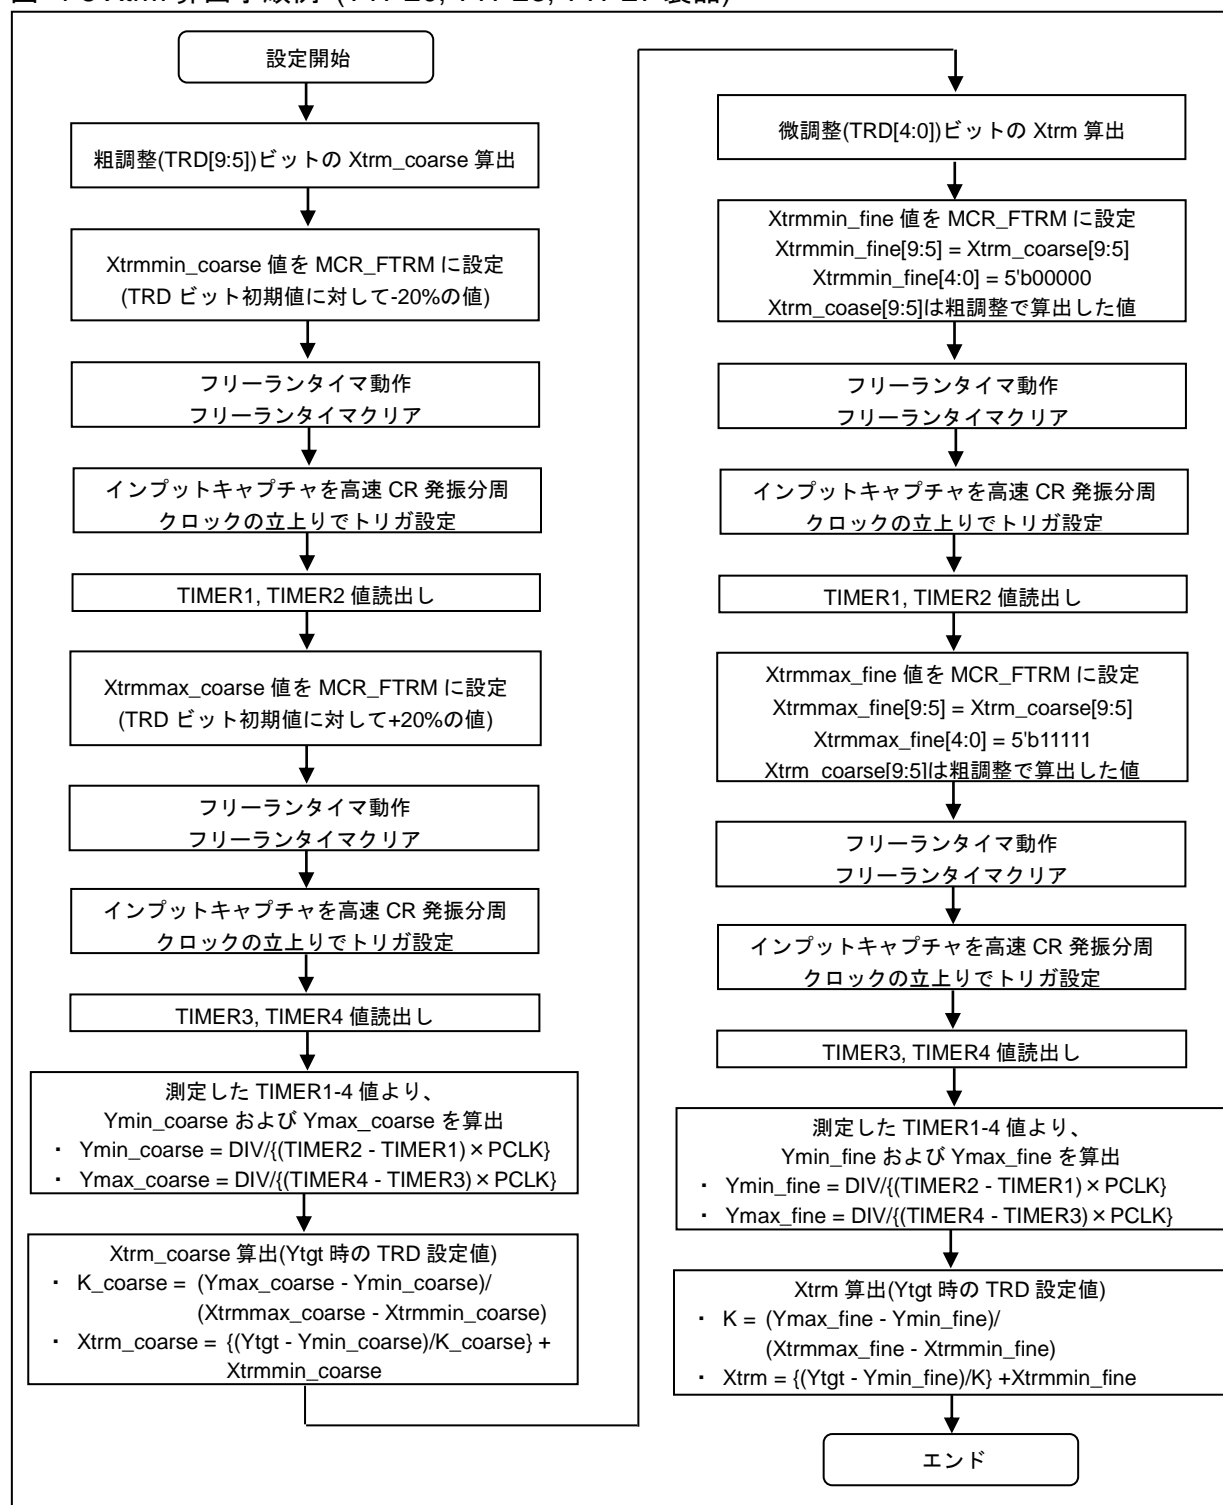 設定開始
粗調整(TRD[9:5])ビットの Xtrm_coarse 算出
Xtrmmin_coarse 値を MCR_FTRM に設定
(TRD ビット初期値に対して-20%の値)
フリーランタイマ動作
フリーランタイマクリア
インプットキャプチャを高速 CR 発振分周
クロックの立上りでトリガ設定
TIMER1, TIMER2 値読出し
Xtrmmax_coarse 値を MCR_FTRM に設定
(TRD ビット初期値に対して+20%の値)
フリーランタイマ動作
フリーランタイマクリア
インプットキャプチャを高速 CR 発振分周
クロックの立上りでトリガ設定
TIMER3, TIMER4 値読出し
測定した TIMER1-4 値より、
Ymin_coarse および Ymax_coarse を算出
・ Ymin_coarse = DIV/{(TIMER2 - TIMER1)×PCLK}
・ Ymax_coarse = DIV/{(TIMER4 - TIMER3)×PCLK}
Xtrm_coarse 算出(Ytgt 時の TRD 設定値)
・ K_coarse = (Ymax_coarse - Ymin_coarse)/
(Xtrmmax_coarse - Xtrmmin_coarse)
・ Xtrm_coarse = {(Ytgt - Ymin_coarse)/K_coarse} +
Xtrmmin_coarse
微調整(TRD[4:0])ビットの Xtrm 算出
Xtrmmin_fine 値を MCR_FTRM に設定
Xtrmmin_fine[9:5] = Xtrm_coarse[9:5]
Xtrmmin_fine[4:0] = 5'b00000
Xtrm_coase[9:5]は粗調整で算出した値
フリーランタイマ動作
フリーランタイマクリア
インプットキャプチャを高速 CR 発振分周
クロックの立上りでトリガ設定
TIMER1, TIMER2 値読出し
Xtrmmax_fine 値を MCR_FTRM に設定
Xtrmmax_fine[9:5] = Xtrm_coarse[9:5]
Xtrmmax_fine[4:0] = 5'b11111
Xtrm_coarse[9:5]は粗調整で算出した値
フリーランタイマ動作
フリーランタイマクリア
インプットキャプチャを高速 CR 発振分周
クロックの立上りでトリガ設定
TIMER3, TIMER4 値読出し
測定した TIMER1-4 値より、
Ymin_fine および Ymax_fine を算出
・ Ymin_fine = DIV/{(TIMER2 - TIMER1)×PCLK}
・ Ymax_fine = DIV/{(TIMER4 - TIMER3)×PCLK}
Xtrm 算出(Ytgt 時の TRD 設定値)
・ K = (Ymax_fine - Ymin_fine)/
(Xtrmmax_fine - Xtrmmin_fine)
・ Xtrm = {(Ytgt - Ymin_fine)/K} +Xtrmmin_fine
エンド